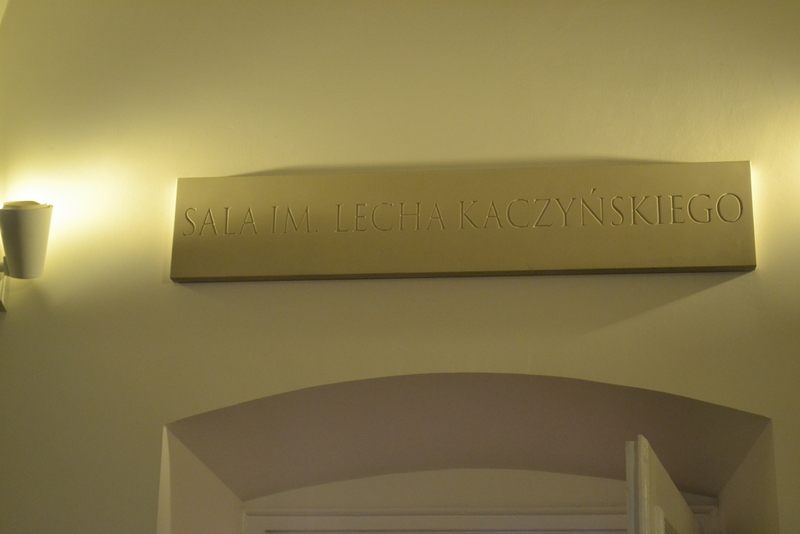 SALA IM. LECHA KACZYŃSKIEGO